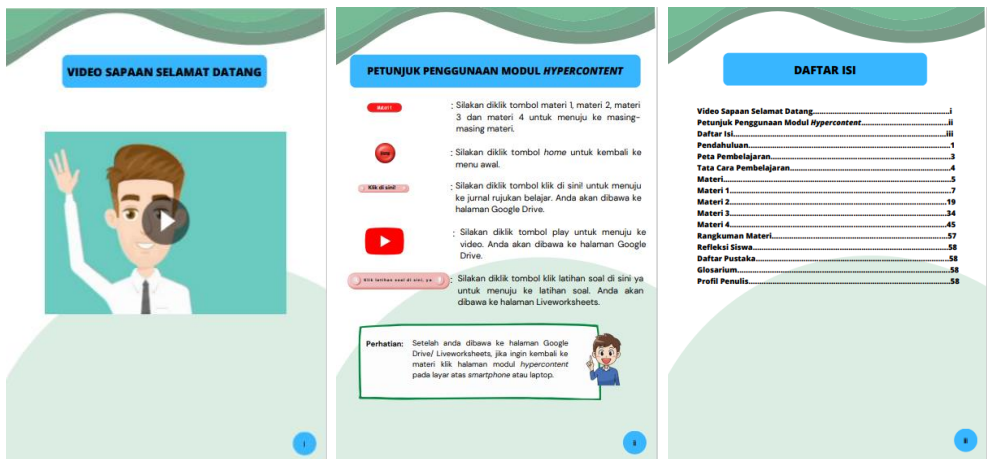 VIDEO SAPAAN SELAMAT DATANG
i
PETUNJUK PENGGUNAAN MODUL HYPERCONTENT
MATERI 1
: Silakan diklik tombol materi 1, materi 2, materi
3 dan materi 4 untuk menuju ke masing-
masing materi.
: Silakan diklik tombol home untuk kembali ke
menu awal.
Klik di sini!
: Silakan diklik tombol klik di sini! untuk menuju
ke jurnal rujukan belajar. Anda akan dibawa ke
halaman Google Drive.
: Silakan diklik tombol play untuk menuju ke
video. Anda akan dibawa ke halaman Google
Drive.
Klik latihan soal di sini, ya
: Silakan diklik tombol klik latihan soal di sini ya
untuk menuju ke latihan soal. Anda akan
dibawa ke halaman Liveworksheets.
Perhatian: Setelah anda dibawa ke halaman Google
Drive/ Liveworksheets, jika ingin kembali ke
materi klik halaman modul hypercontent
pada layar atas smartphone atau laptop.
ii
DAFTAR ISI
Video Sapaan Selamat Datang.....i
Petunjuk Penggunaan Modul Hypercontent.....ii
Daftar Isi.....iii
Pendahuluan.....1
Peta Pembelajaran.....3
Tata Cara Pembelajaran.....4
Materi.....5
Materi 1.....7
Materi 2.....19
Materi 3.....34
Materi 4.....45
Rangkuman Materi.....57
Refleksi Siswa.....58
Daftar Pustaka.....58
Glosarium.....58
Profil Penulis.....58
iii